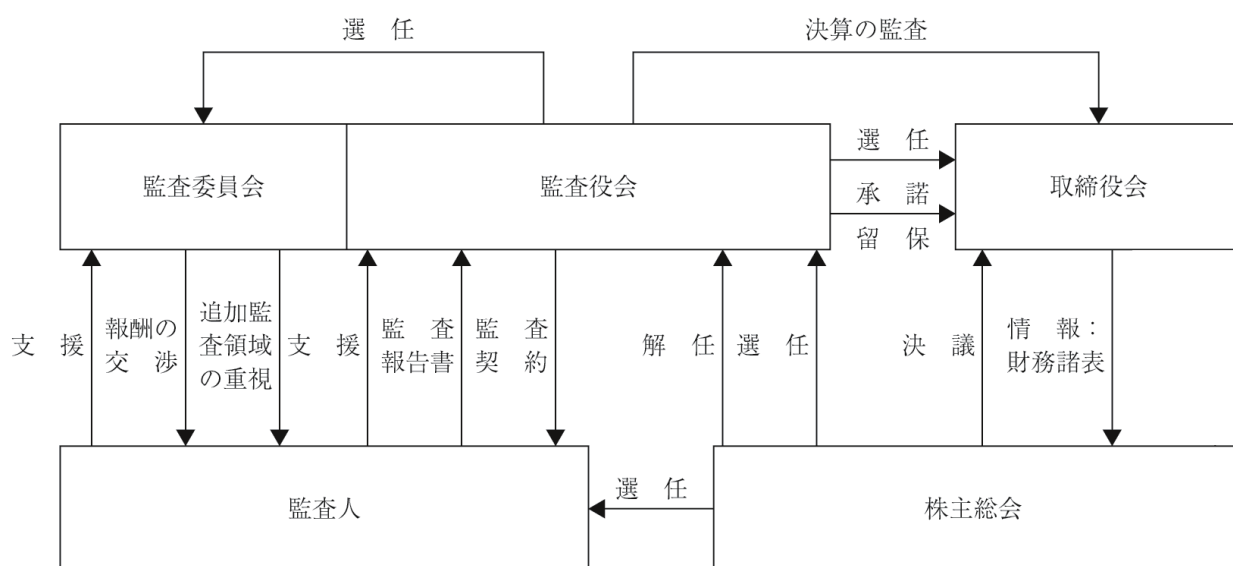 選 任
決算の監査
監査委員会
監査役会
選 任
承 諾
留 保
取締役会
支 援
報酬の
交 渉
追加監
査領域
の重視
支 援
監 査
報告書
監 査
契 約
解 任
選 任
決 議
情 報：
財務諸表
監査人
選 任
株主総会